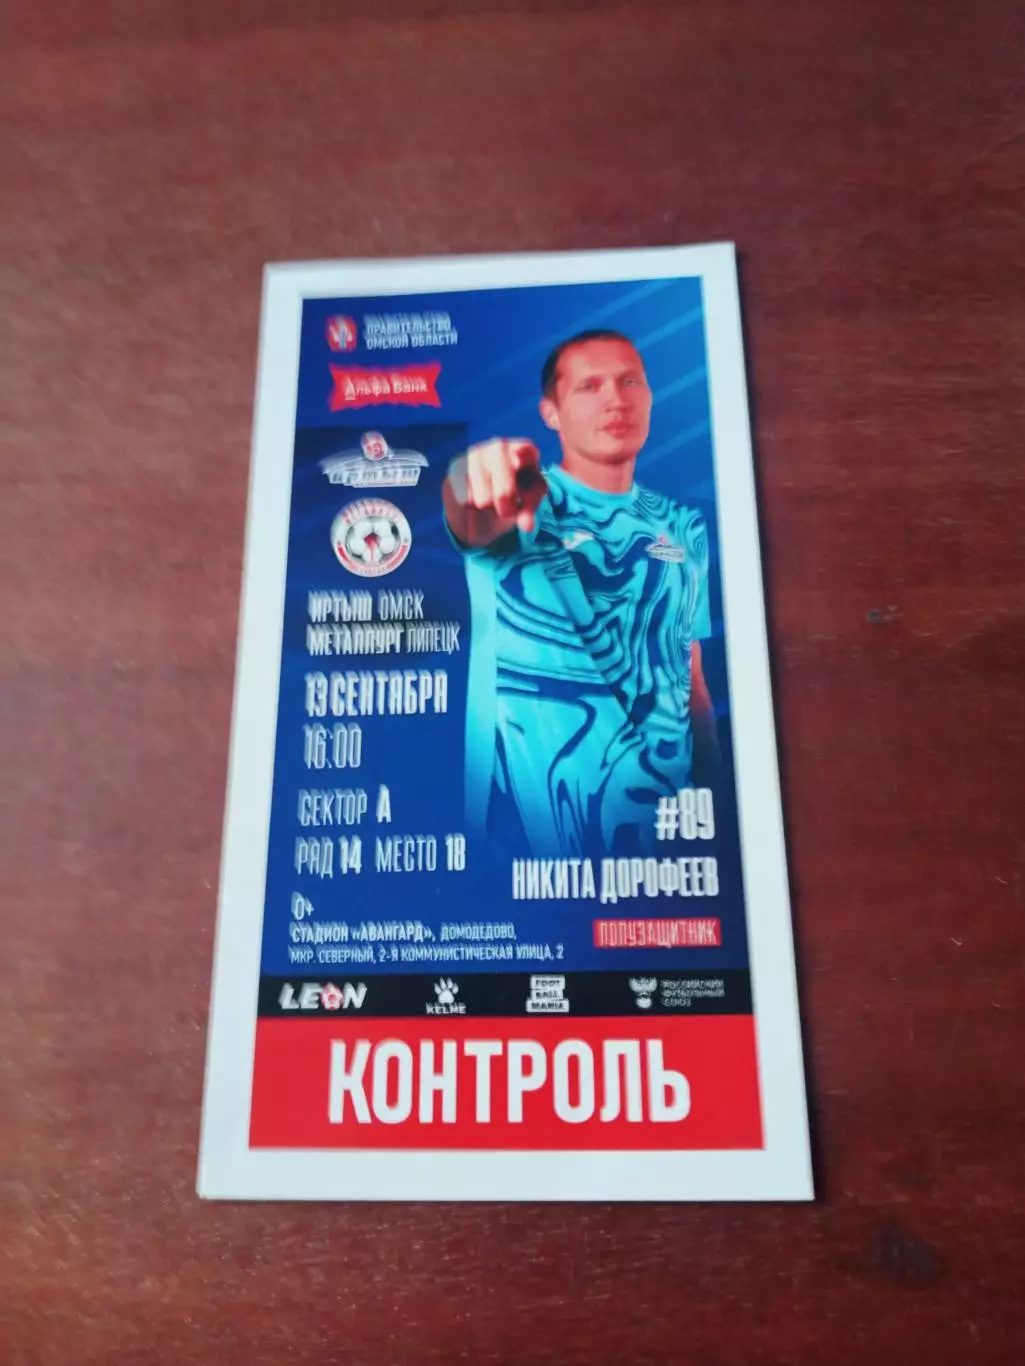 ПРАВИТЕЛЬСТВО
ОМСКОЙ ОБЛАСТИ
Альфа Банк
ИРТЫШ
ИРТЫШ ОМСК
МЕТАЛЛУРГ ЛИПЕЦК
13 СЕНТЯБРЯ
16:00
СЕКТОР А
РЯД 14 МЕСТО 18
0+
СТАДИОН «АВАНГАРД», ДОМОДЕДОВО,
МКР. СЕВЕРНЫЙ, 2-Я КОММУНИСТИЧЕСКАЯ УЛИЦА, 2
#89
НИКИТА ДОРОФЕЕВ
ПОЛУЗАЩИТНИК
LEON
KELME
FOOT
BALL
MANIA
РОССИЙСКИЙ
ФУТБОЛЬНЫЙ
СОЮЗ
КОНТРОЛЬ